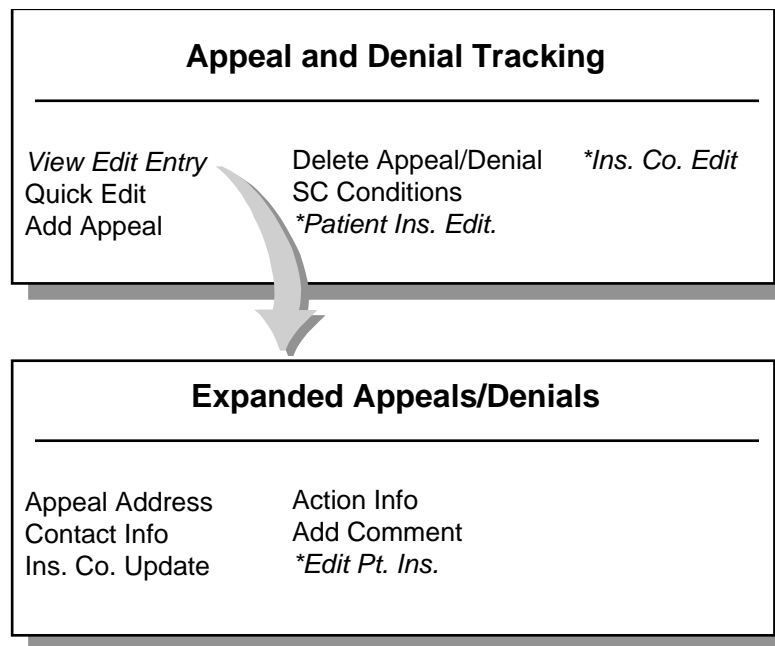 Appeal and Denial Tracking
View Edit Entry Delete Appeal/Denial *Ins. Co. Edit
Quick Edit SC Conditions
Add Appeal *Patient Ins. Edit.
Expanded Appeals/Denials
Appeal Address Action Info
Contact Info Add Comment
Ins. Co. Update *Edit Pt. Ins.